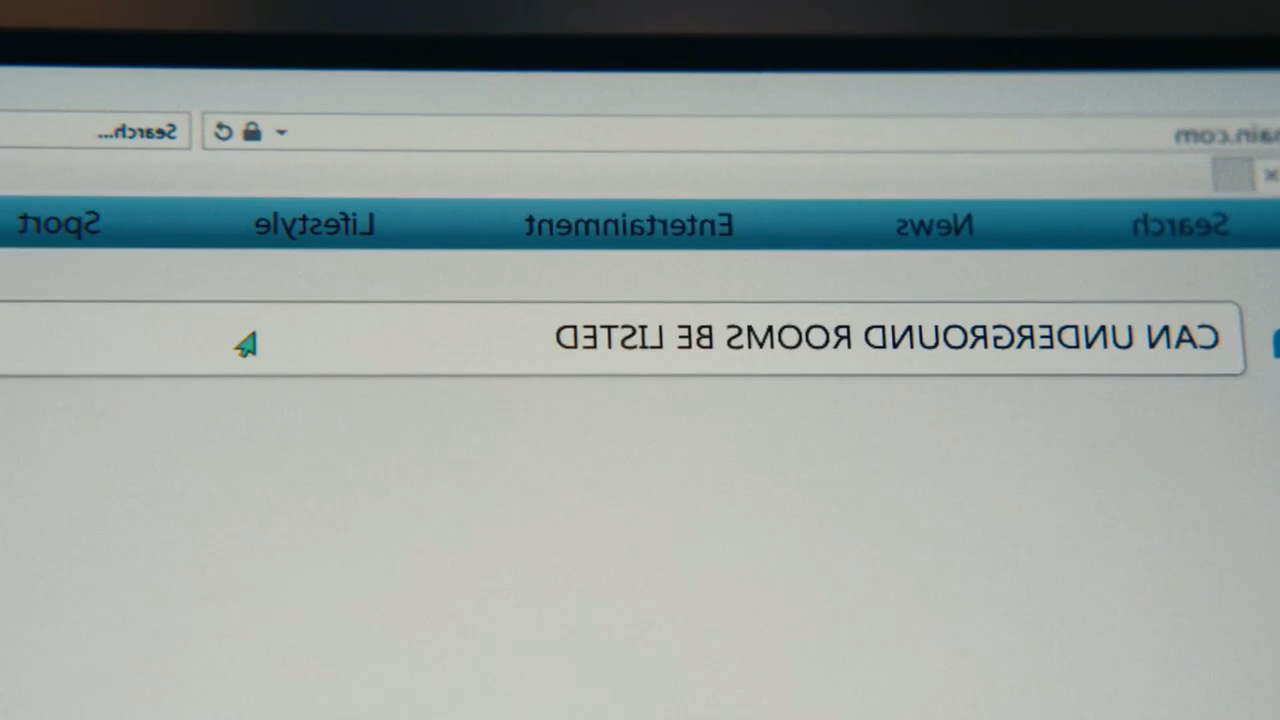 Search...
ain.com
Search News Entertainment Lifestyle Sport
CAN UNDERGROUND ROOMS BE LISTED